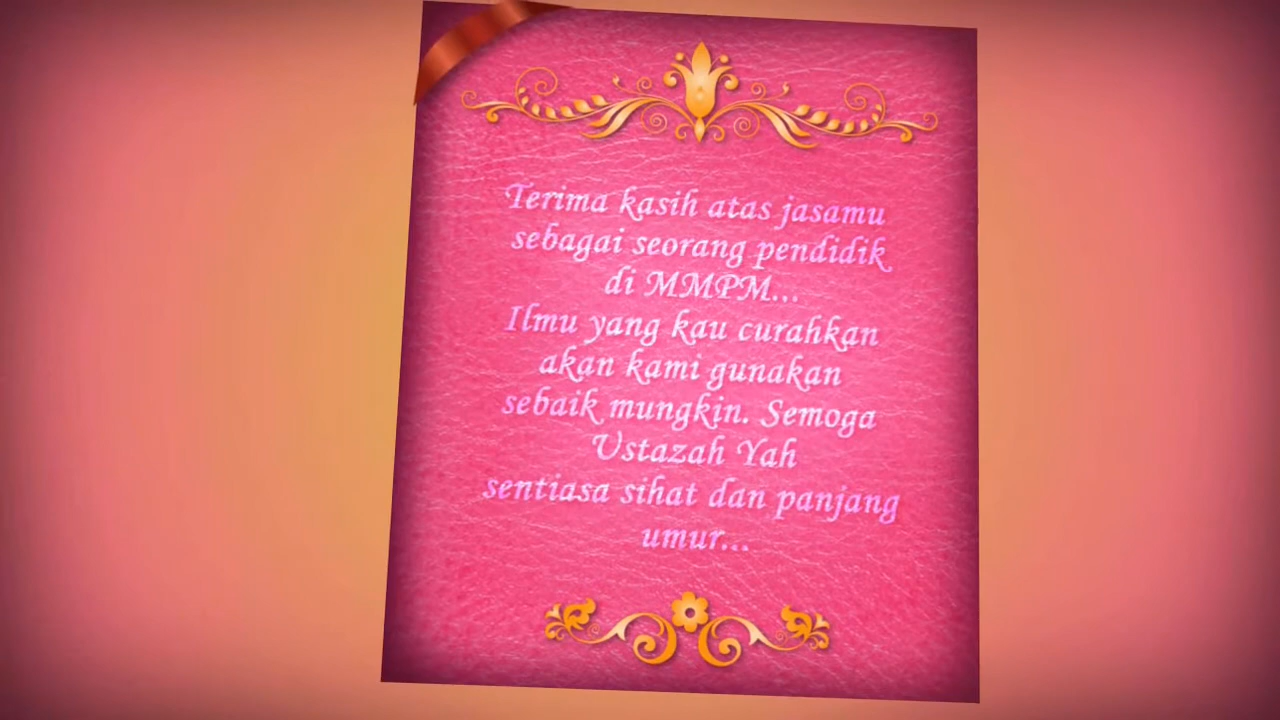 Terima kasih atas jasamu
sebagai seorang pendidik
di MMPM...
Ilmu yang kau curahkan
akan kami gunakan
sebaik mungkin. Semoga
Ustazah Yah
sentiasa sihat dan panjang
umur...